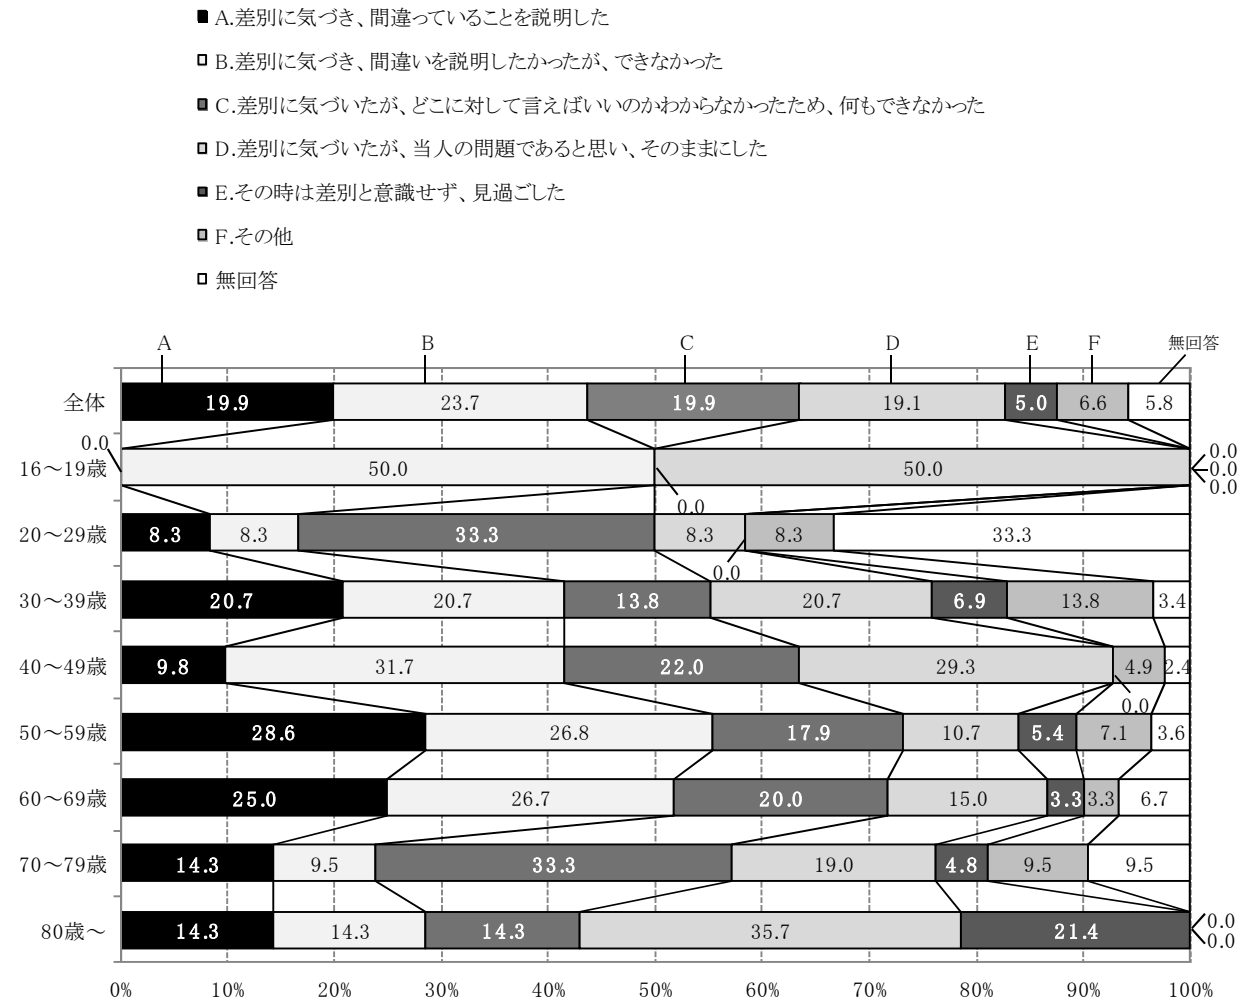 A.差別に気づき、間違っていることを説明した
B.差別に気づき、間違いを説明したかったが、できなかった
C.差別に気づいたが、どこに対して言えばいいのかわからなかったため、何もできなかった
D.差別に気づいたが、当人の問題であると思い、そのままにした
E.その時は差別と意識せず、見過ごした
F.その他
無回答
A B C D E F 無回答
全体 19.9 23.7 19.9 19.1 5.0 6.6 5.8
0.0
0.0
16～19歳 50.0 50.0 0.0
0.0
0.0
20～29歳 8.3 8.3 33.3 8.3 8.3 33.3
0.0
30～39歳 20.7 20.7 13.8 20.7 6.9 13.8 3.4
40～49歳 9.8 31.7 22.0 29.3 4.9 2.4
0.0
50～59歳 28.6 26.8 17.9 10.7 5.4 7.1 3.6
60～69歳 25.0 26.7 20.0 15.0 3.3 3.3 6.7
70～79歳 14.3 9.5 33.3 19.0 4.8 9.5 9.5
0.0
80歳～ 14.3 14.3 14.3 35.7 21.4
0.0
0% 10% 20% 30% 40% 50% 60% 70% 80% 90% 100%